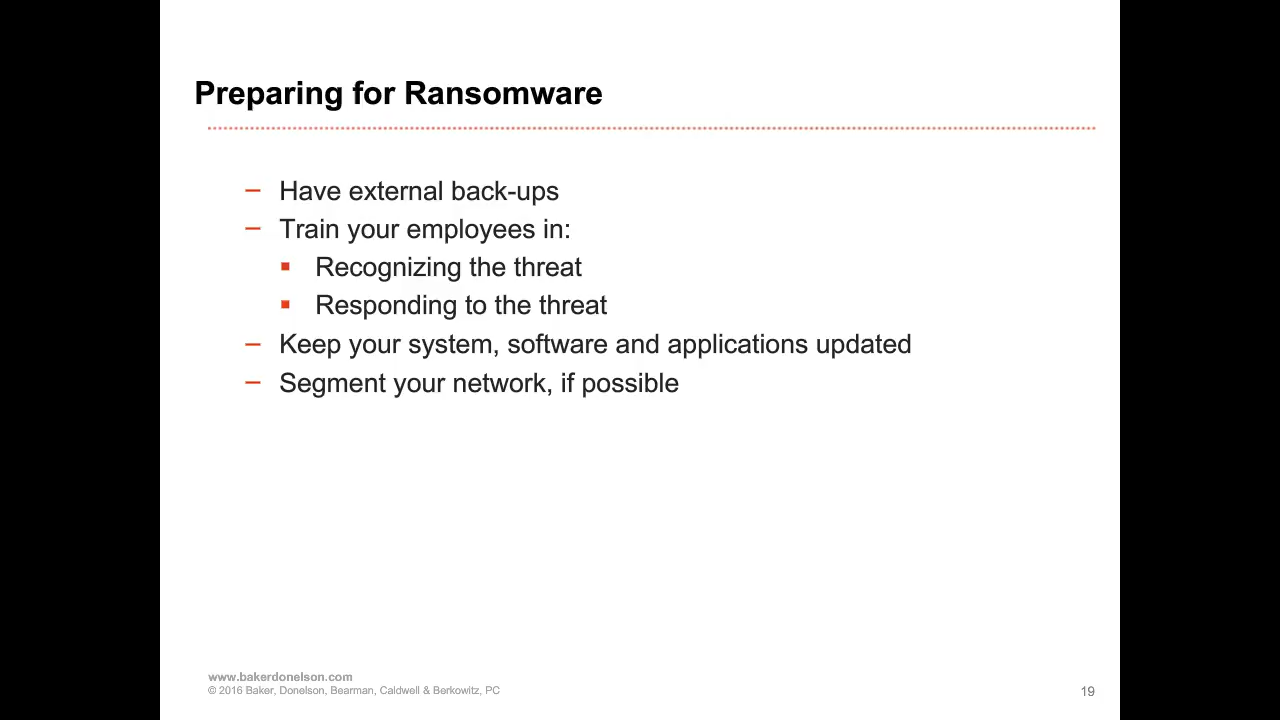 Preparing for Ransomware
– Have external back-ups
– Train your employees in:
▪ Recognizing the threat
▪ Responding to the threat
– Keep your system, software and applications updated
– Segment your network, if possible
www.bakerdonelson.com
© 2016 Baker, Donelson, Bearman, Caldwell & Berkowitz, PC
19